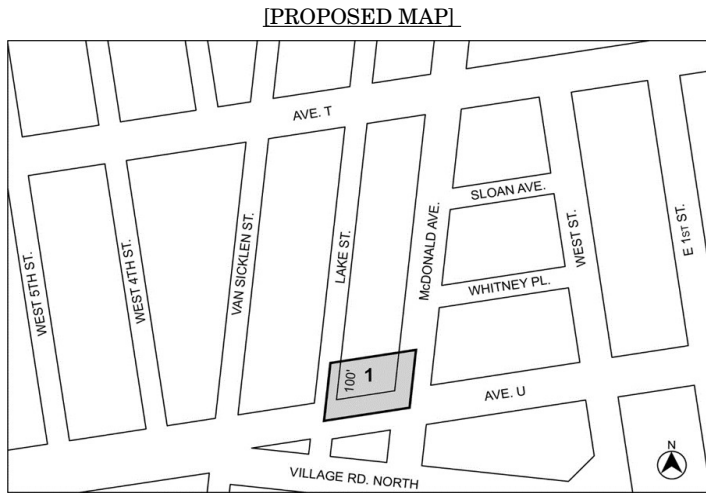 [PROPOSED MAP]
AVE. T
SLOAN AVE.
WEST 5TH ST.
WEST 4TH ST.
VAN SICKLEN ST.
LAKE ST.
McDONALD AVE.
WEST ST.
E 1ST ST.
WHITNEY PL.
100'
1
AVE. U
VILLAGE RD. NORTH
N